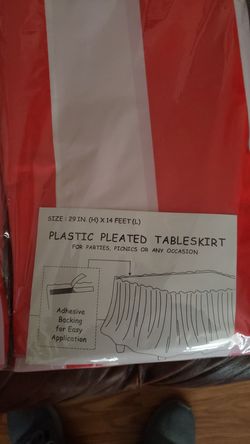 SIZE : 29 IN. (H) X 14 FEET (L)
PLASTIC PLEATED TABLESKIRT
FOR PARTIES, PICNICS OR ANY OCCASION
Adhesive
Backing
for Easy
Application